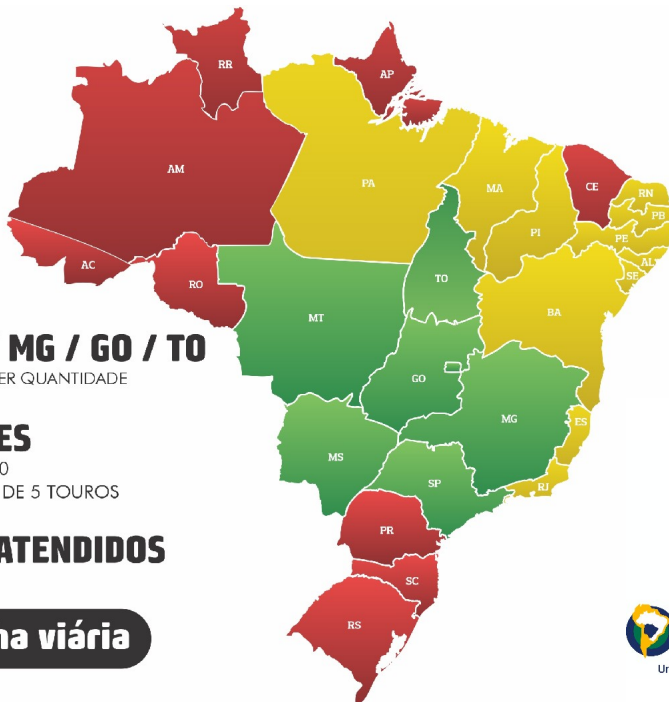 RR
AP
AM
PA
MA
CE
RN
PB
PI
PE
AL
SE
AC
RO
TO
BA
MT
MG / GO / TO
ER QUANTIDADE
GO
MG
ES
ES
0
DE 5 TOUROS
MS
SP
RJ
PR
ATENDIDOS
SC
RS
na viária
Ur